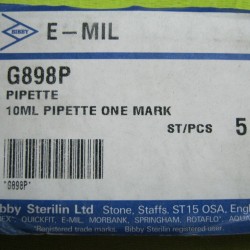 BIBBY
E-MIL
G898P
PIPETTE
10ML PIPETTE ONE MARK
ST/PCS 5
"G898P"
Bibby Sterilin Ltd Stone, Staffs. ST15 OSA, Engl
QUICKFIT, E-MIL, MORBANK, SPRINGHAM, ROTAFLO
"Registered trade marks. Bibby Sterilin registered user.